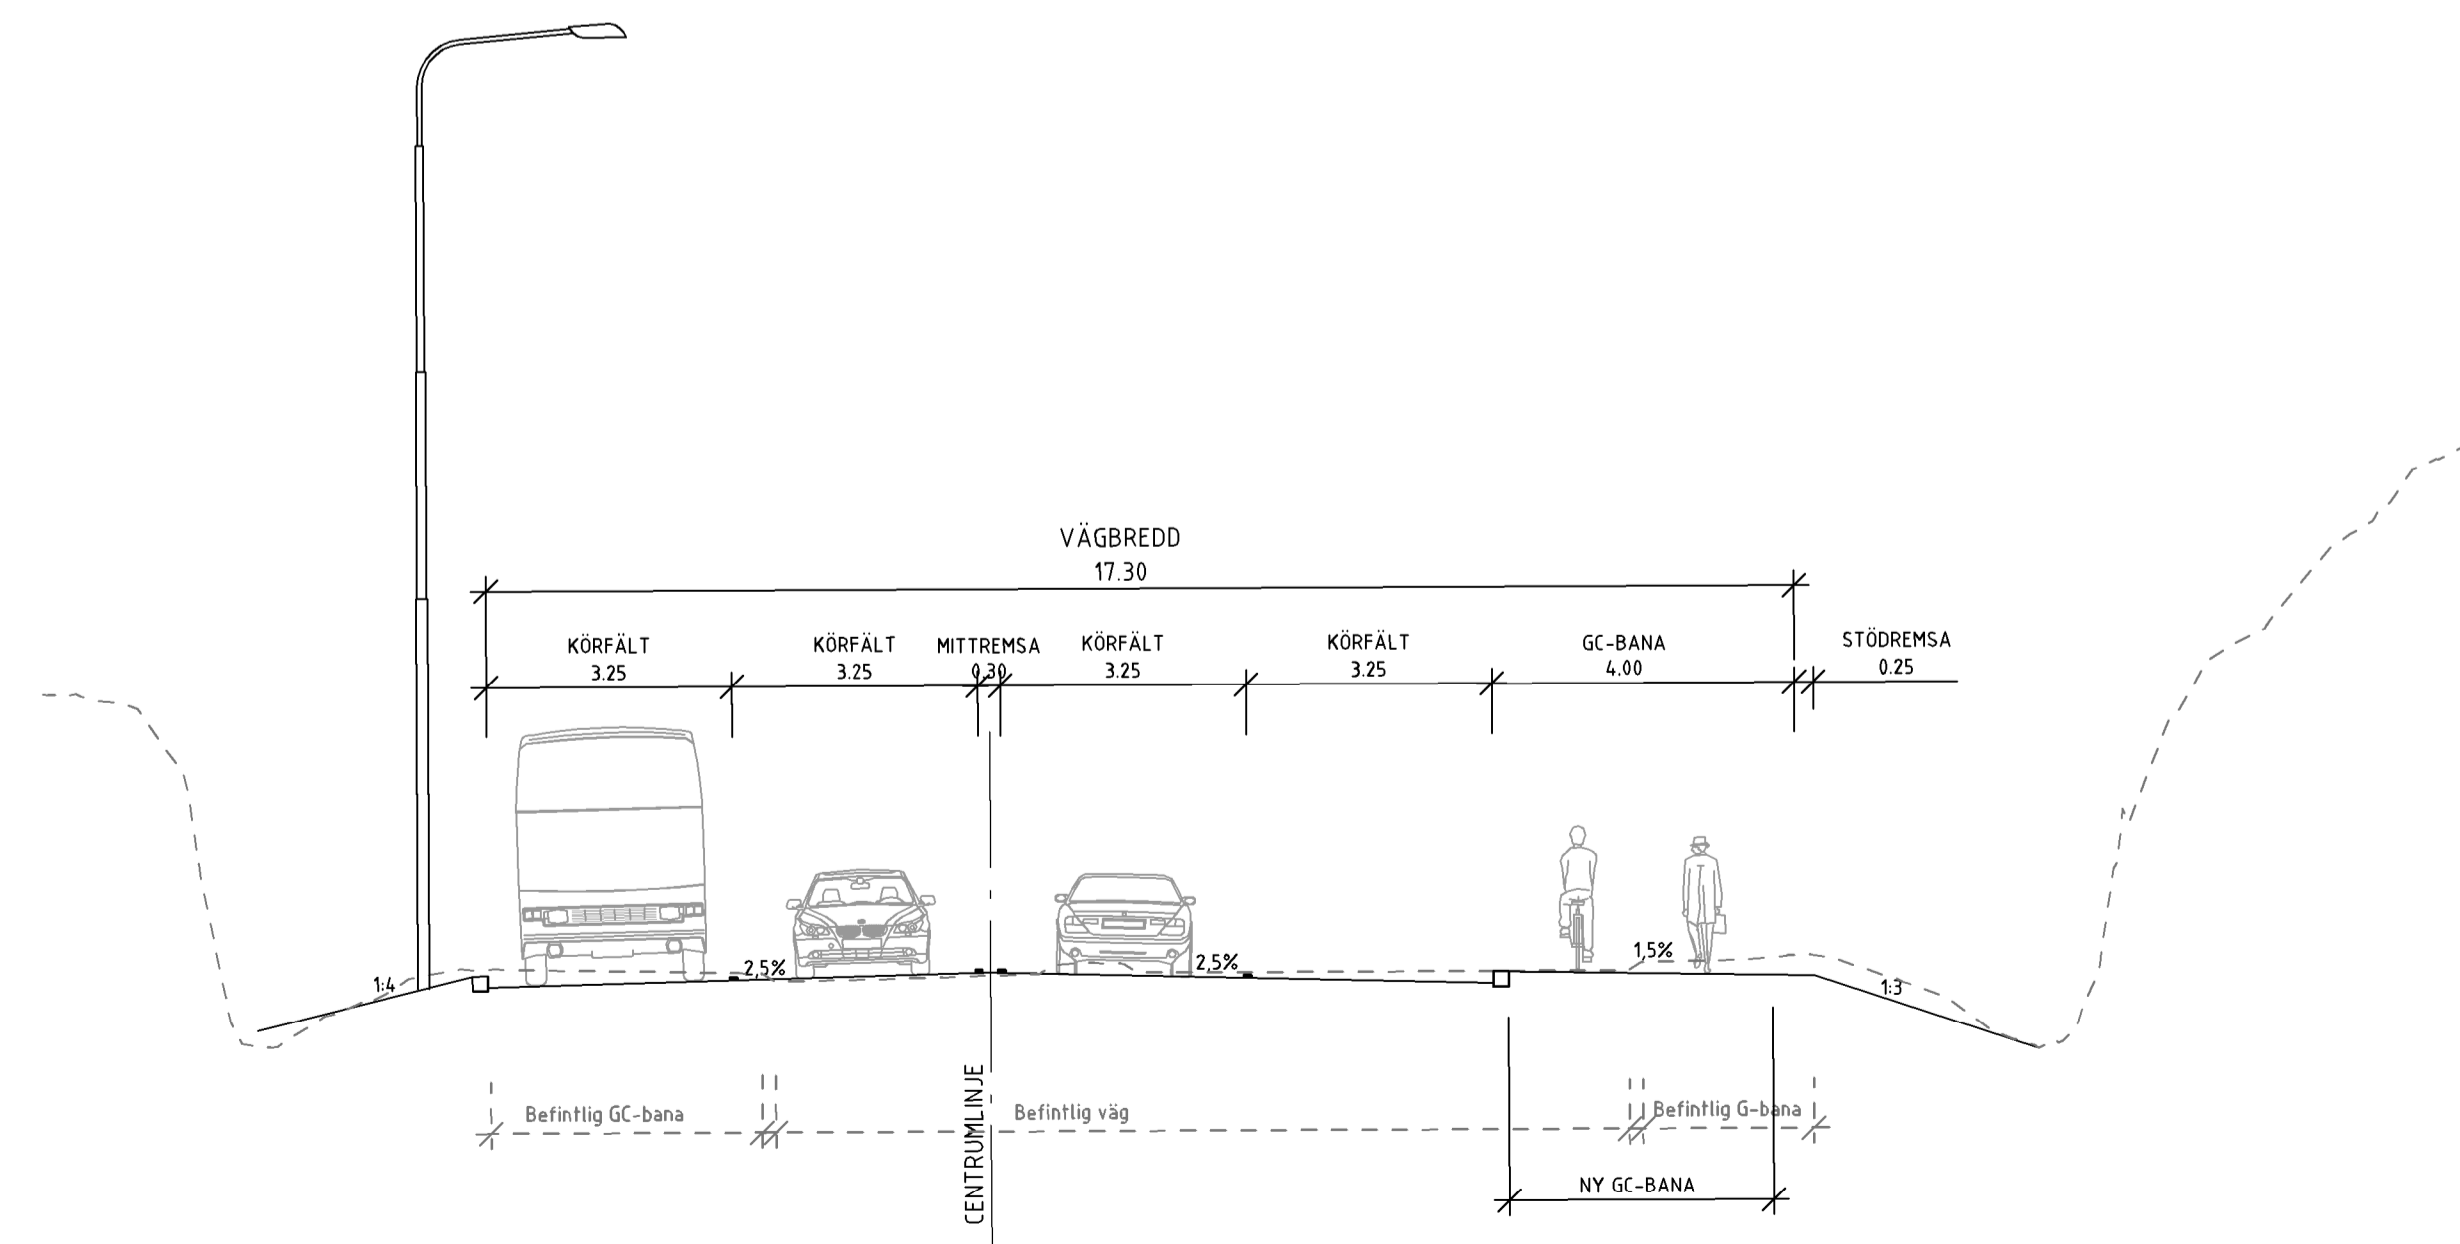 VÄGBREDD
17.30
KÖRFÄLT
3.25
KÖRFÄLT
3.25
MITTREMSA
0.30
KÖRFÄLT
3.25
KÖRFÄLT
3.25
GC-BANA
4.00
STÖDREMSA
0.25
1:4
2,5%
2,5%
1,5%
1:3
Befintlig GC-bana
CENTRUMLINJE
Befintlig väg
Befintlig G-bana
NY GC-BANA